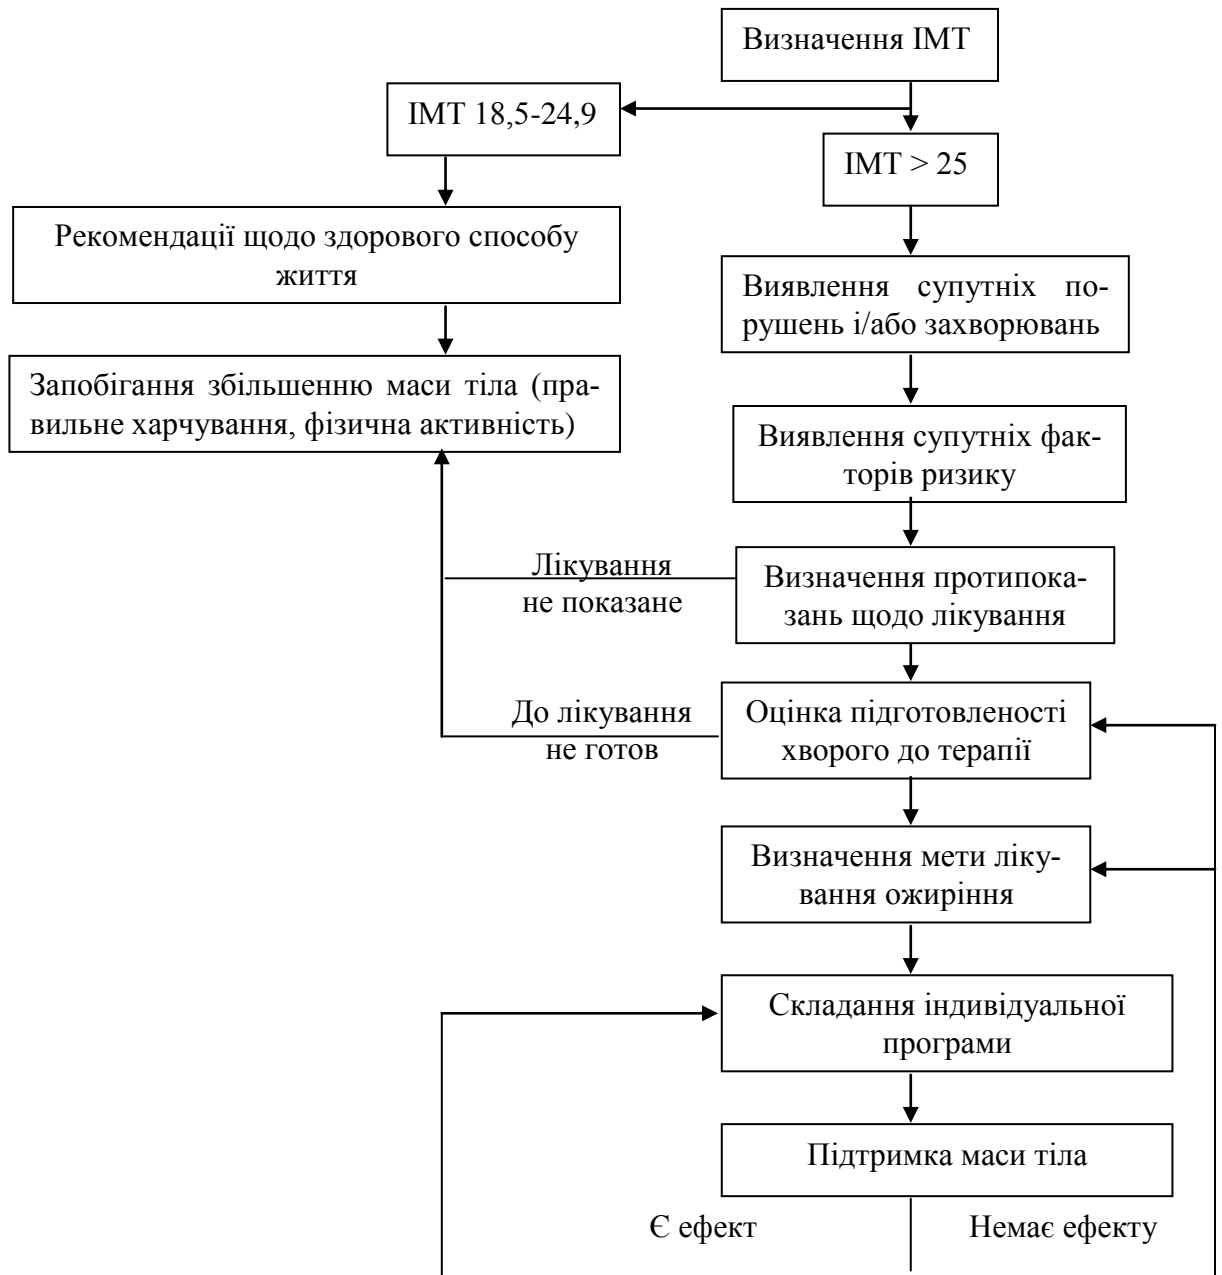 Визначення ІМТ
ІМТ 18,5-24,9
ІМТ > 25
Рекомендації щодо здорового способу
життя
Виявлення супутніх по-
рушень і/або захворювань
Запобігання збільшенню маси тіла (пра-
вильне харчування, фізична активність)
Виявлення супутніх фак-
торів ризику
Лікування
не показане
Визначення протипока-
зань щодо лікування
До лікування
не готов
Оцінка підготовленості
хворого до терапії
Визначення мети ліку-
вання ожиріння
Складання індивідуальної
програми
Підтримка маси тіла
Є ефект
Немає ефекту